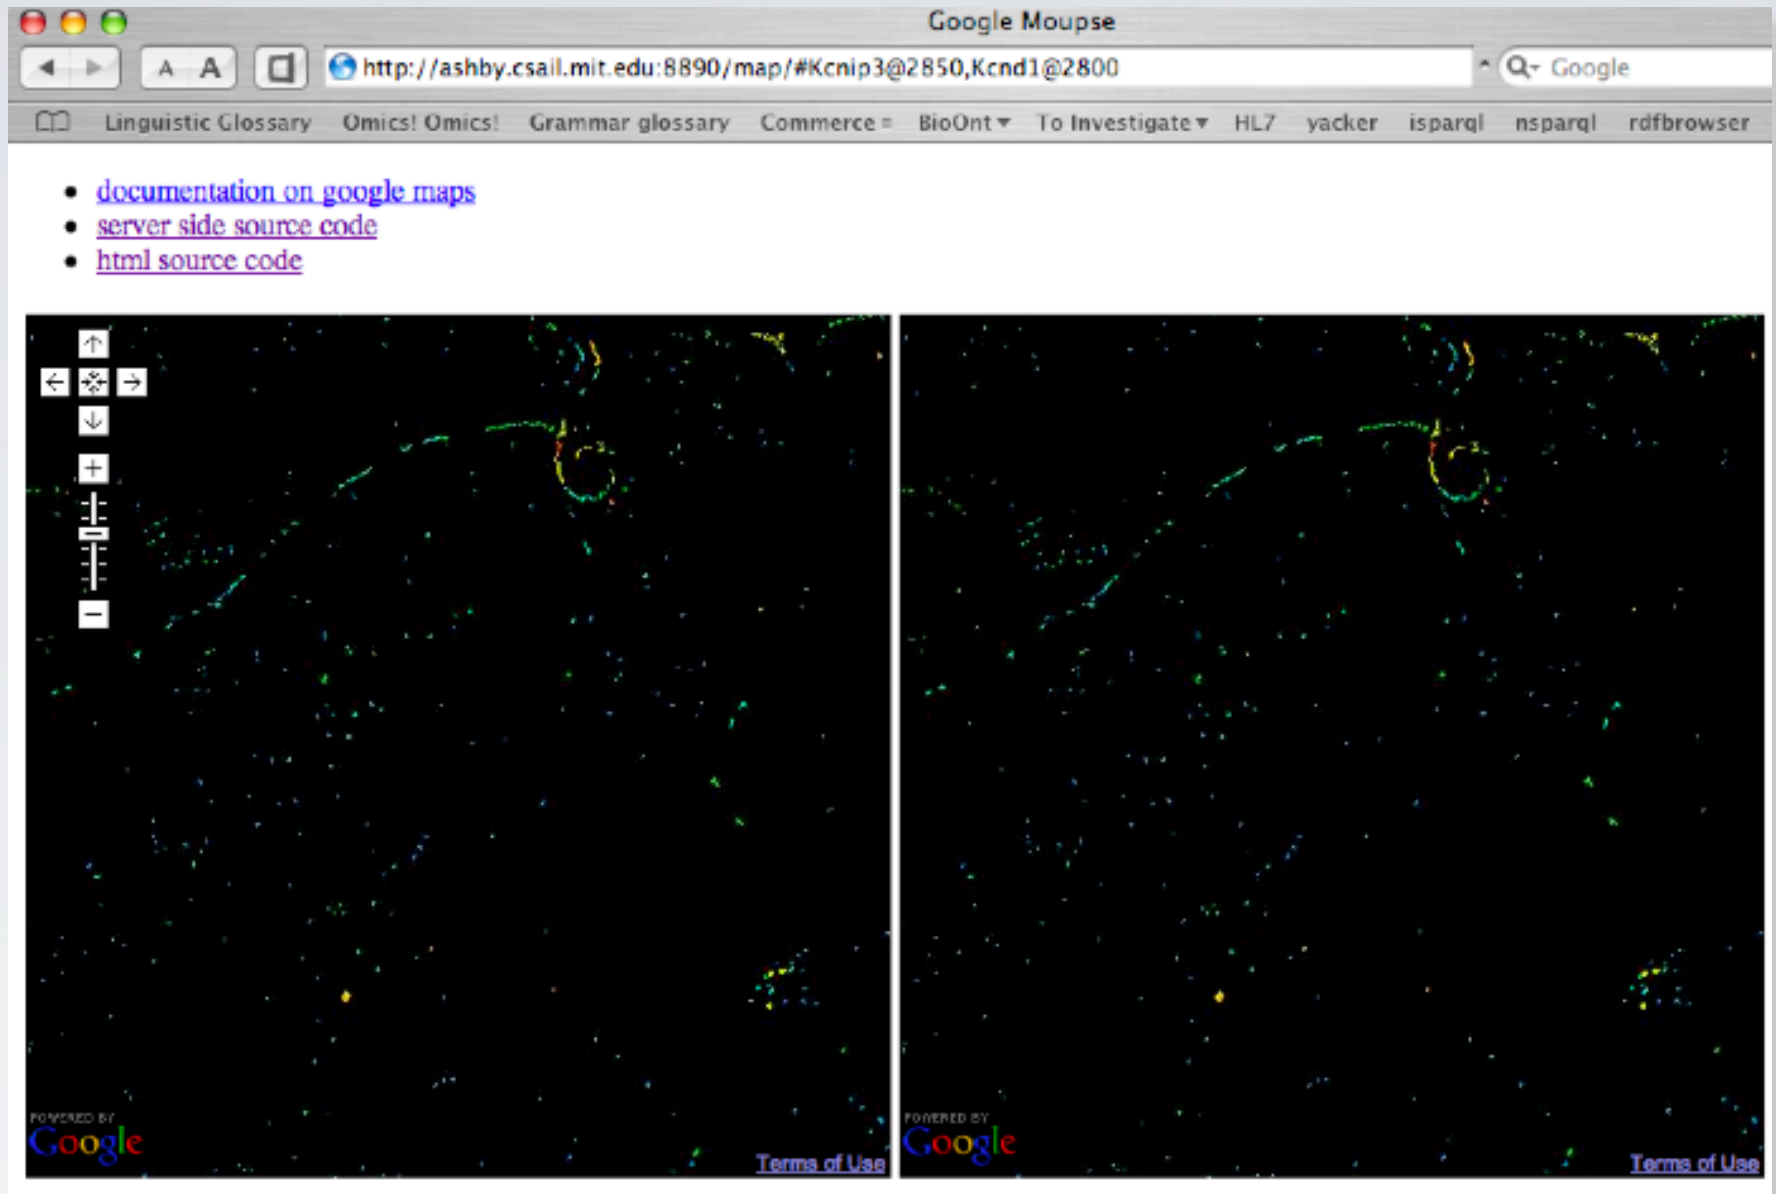 Google Moupse
A A http://ashby.csail.mit.edu:8890/map/#Kcnip3@2850,Kcnd1@2800 Google
Linguistic Glossary Omics! Omics! Grammar glossary Commerce BioOnt To Investigate HL7 yacker isparql nsparql rdfbrowser
documentation on google maps
server side source code
html source code
POWERED BY
Google
Terms of Use
POWERED BY
Google
Terms of Use